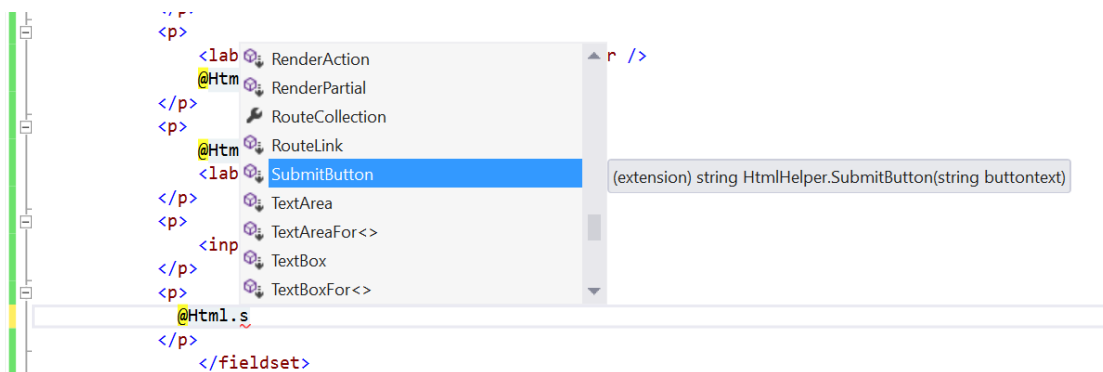 <p>
<lab RenderAction r />
@Htm RenderPartial
</p> RouteCollection
<p>
@Htm RouteLink
<lab SubmitButton (extension) string HtmlHelper.SubmitButton(string buttontext)
</p> TextArea
<p> TextAreaFor<>
<inp TextBox
</p>
<p> TextBoxFor<>
@Html.s
</p>
</fieldset>